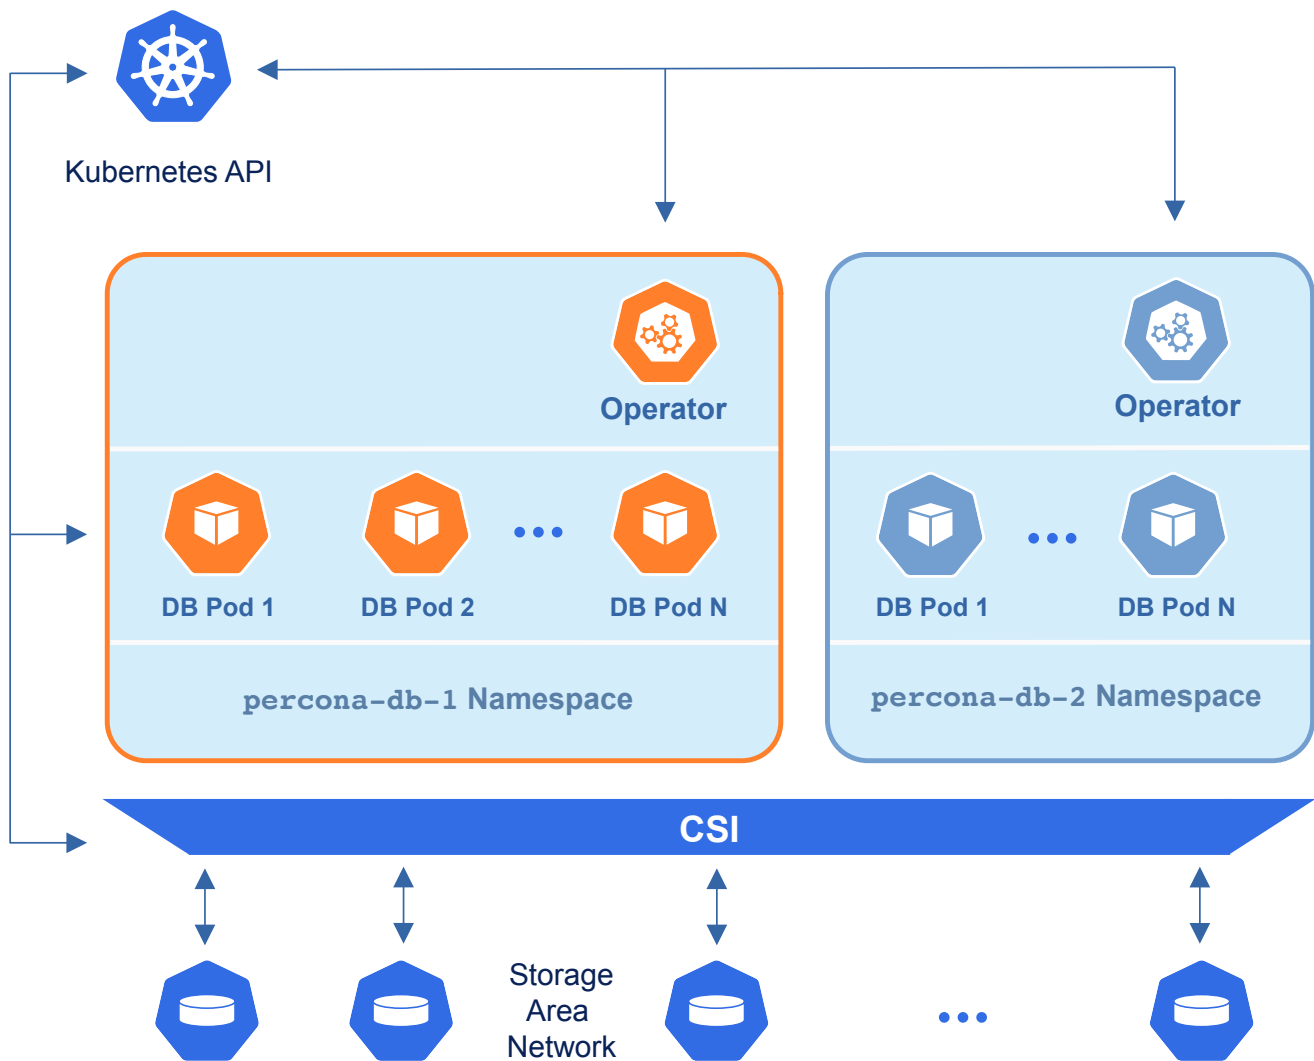 Kubernetes API
Operator
Operator
DB Pod 1
DB Pod 2
DB Pod N
DB Pod 1
DB Pod N
percona-db-1 Namespace
percona-db-2 Namespace
CSI
Storage
Area
Network